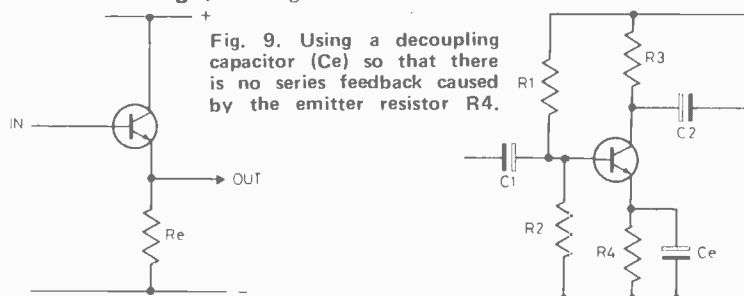 +
Fig. 9. Using a decoupling
capacitor (Ce) so that there
is no series feedback caused
by the emitter resistor R4.
IN
OUT
Re
–
R1
R3
C2
C1
R2
R4
Ce